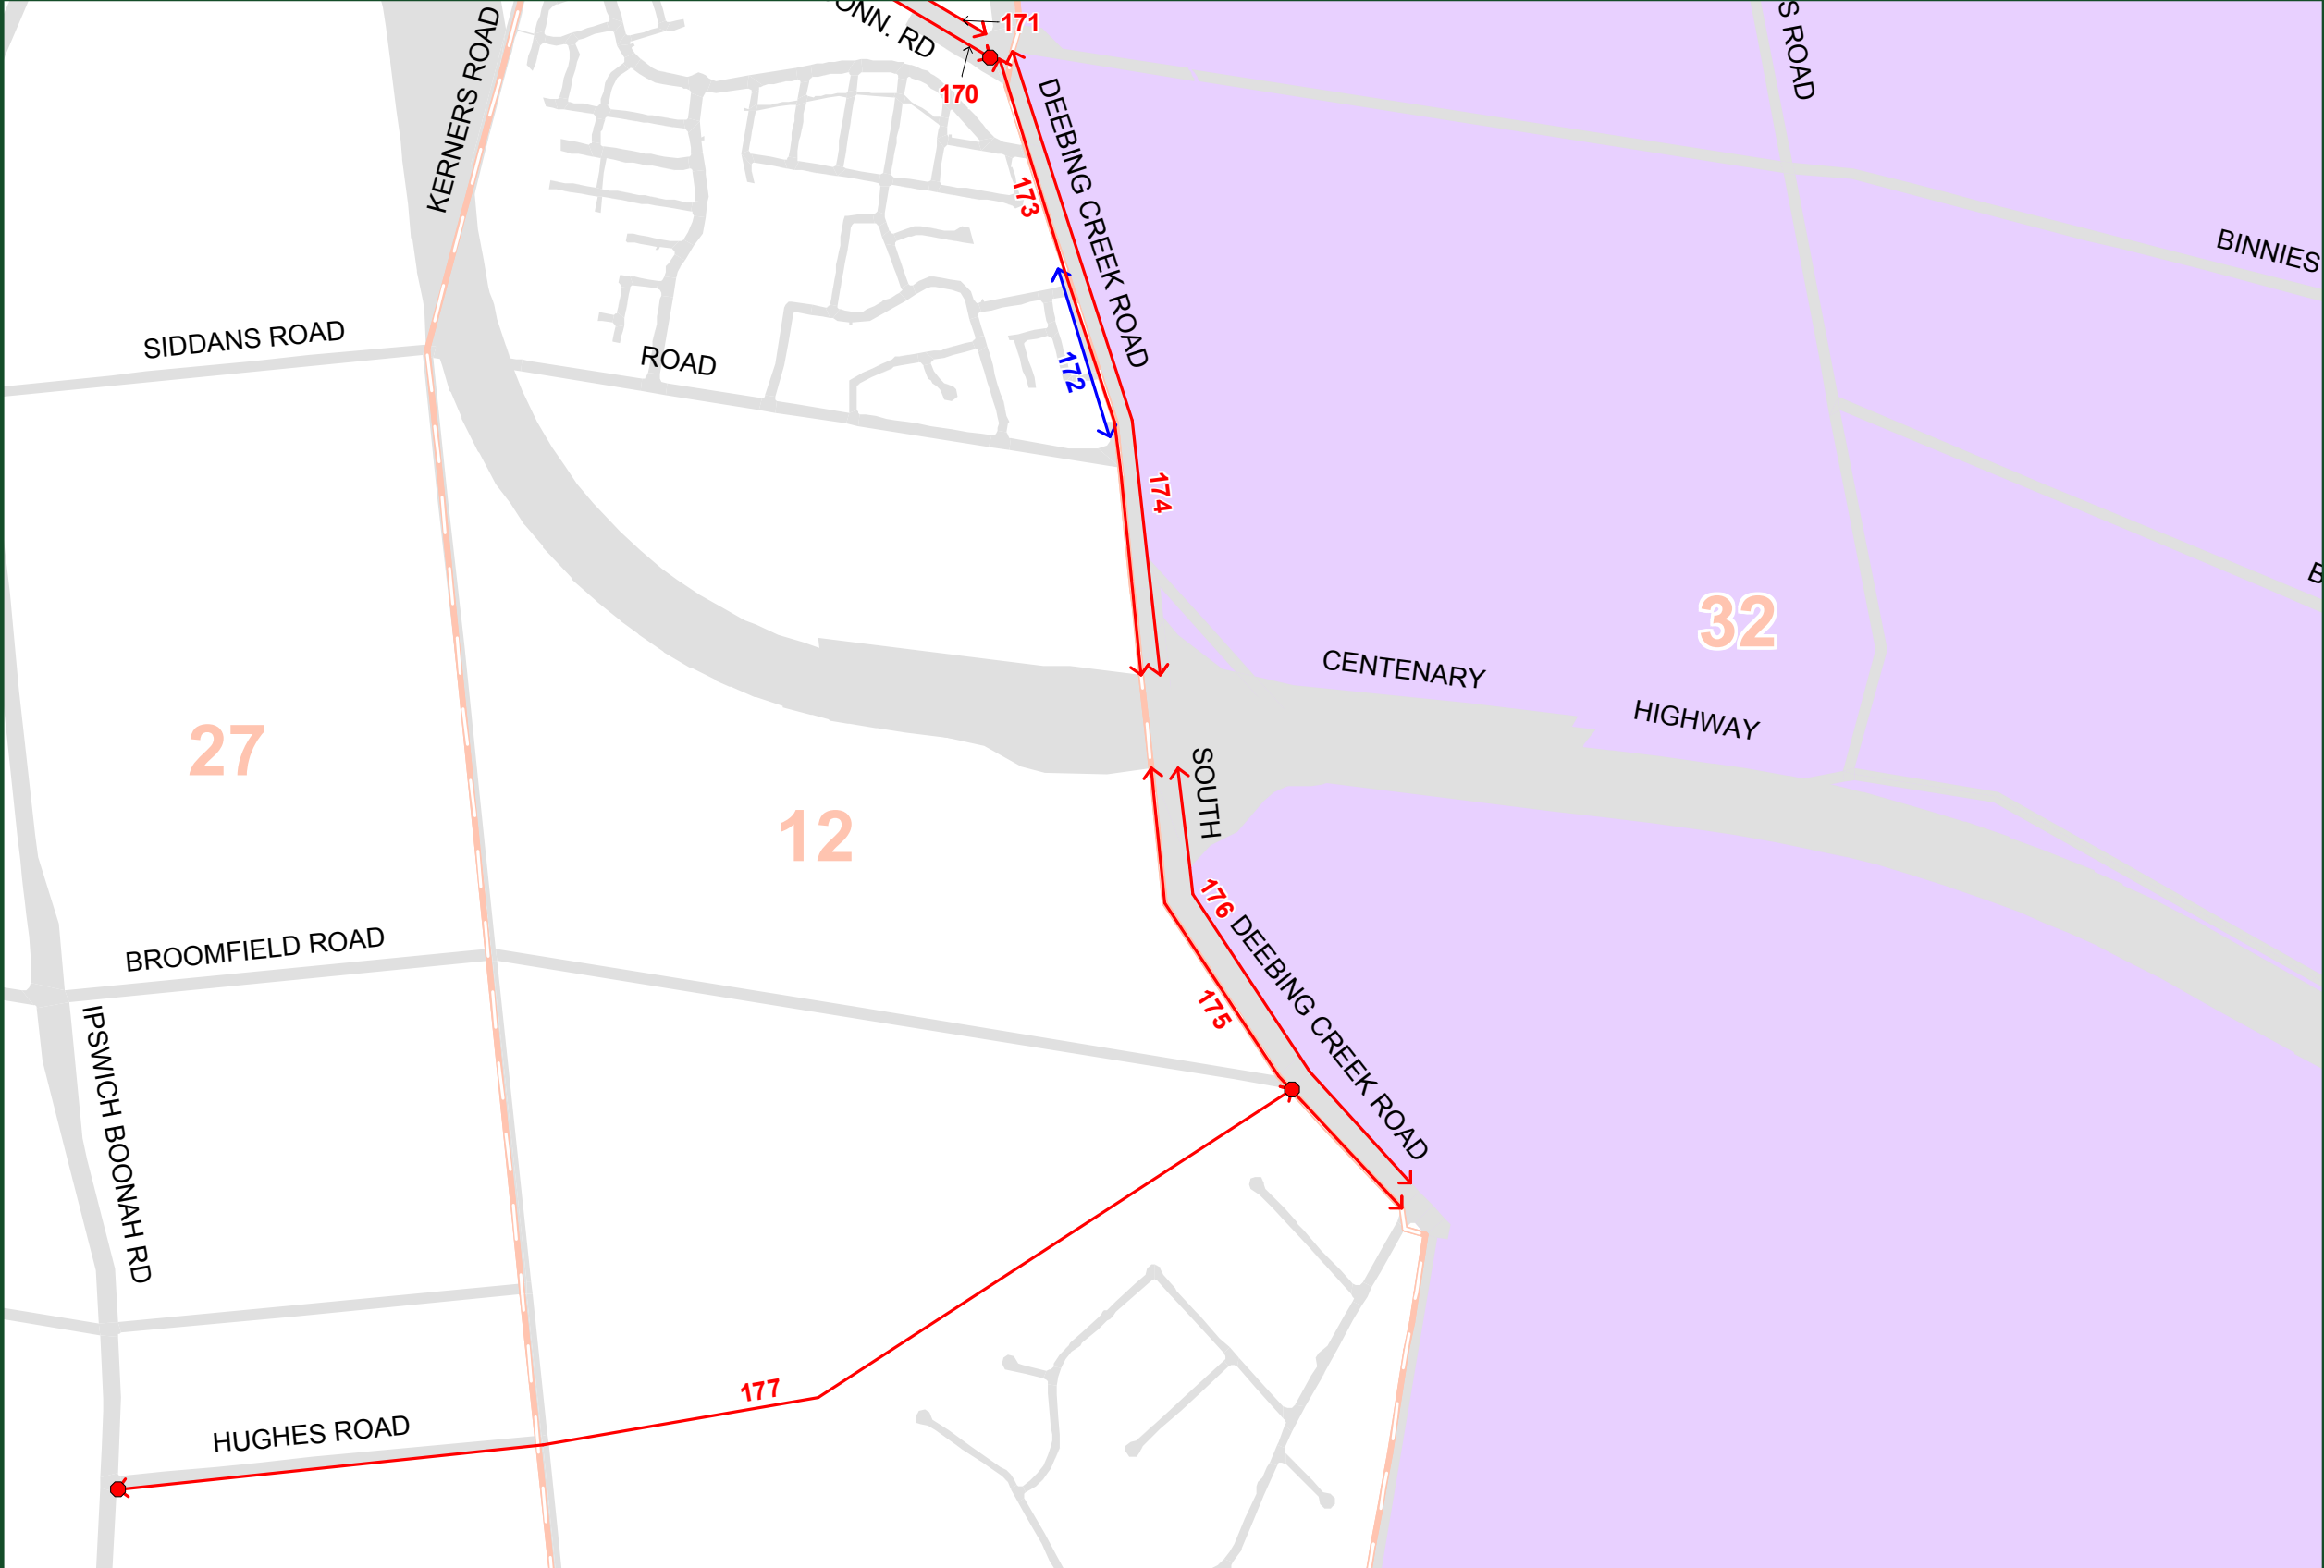 171
ONN. RD
S ROAD
KERNERS ROAD
170
DEEBING CREEK ROAD
173
BINNIES
SIDDANS ROAD
ROAD
172
174
32
CENTENARY
HIGHWAY
27
12
SOUTH
176
DEEBING CREEK ROAD
BROOMFIELD ROAD
175
IPSWICH BOONAH RD
177
HUGHES ROAD